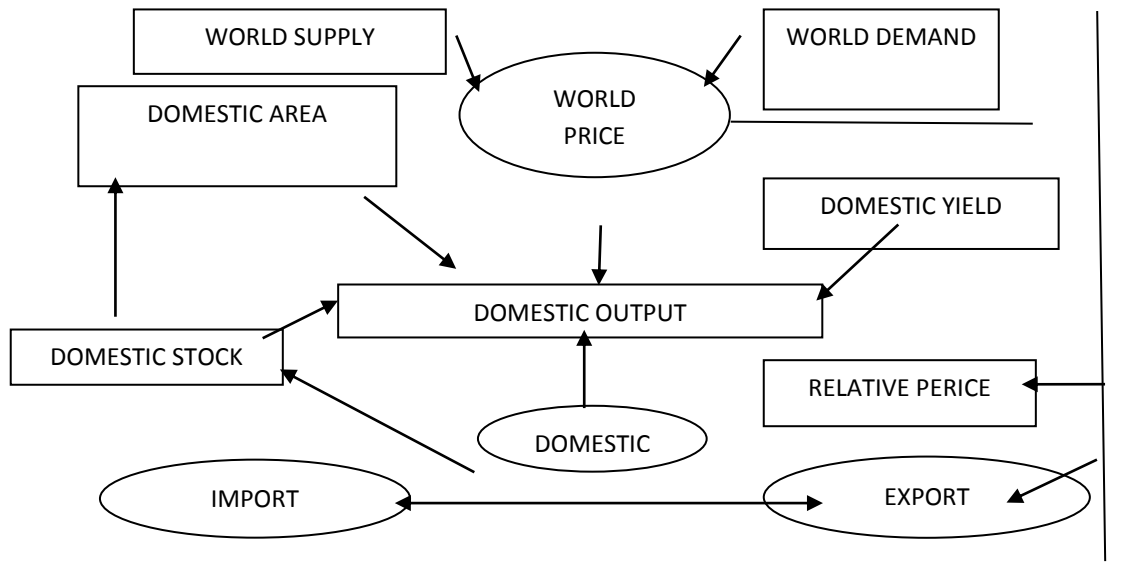 WORLD SUPPLY
WORLD DEMAND
WORLD
PRICE
DOMESTIC AREA
DOMESTIC YIELD
DOMESTIC OUTPUT
DOMESTIC STOCK
RELATIVE PERICE
DOMESTIC
IMPORT
EXPORT